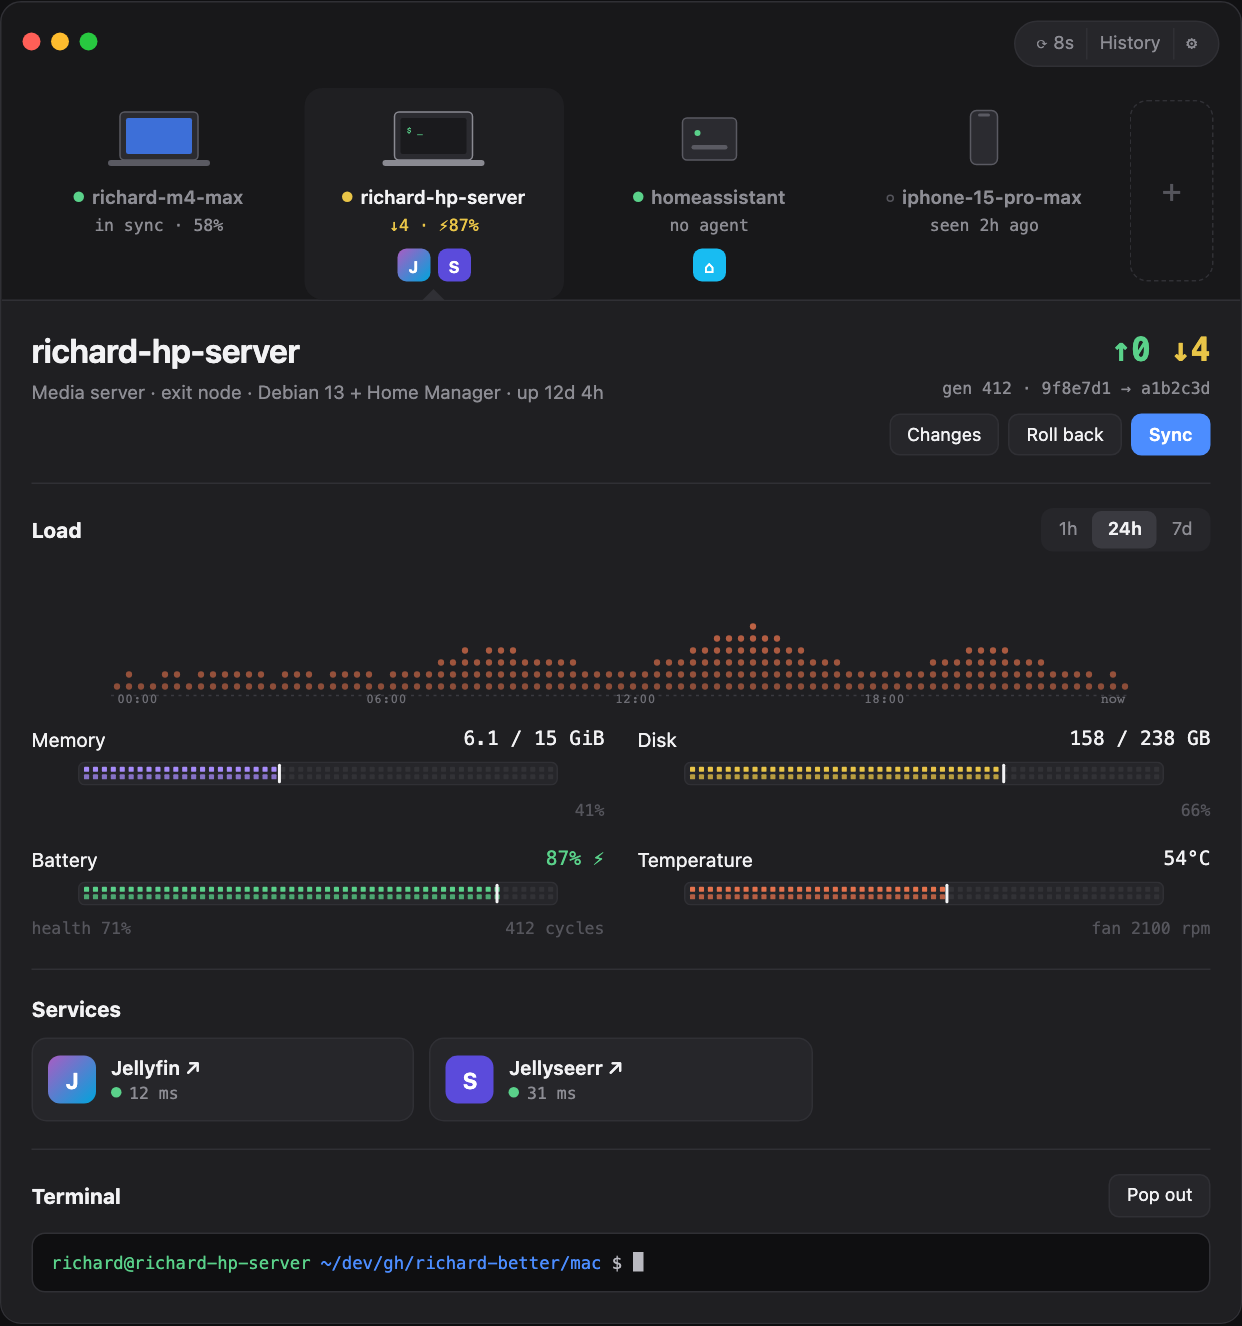 ⟳ 8s History ⚙
$ _
richard-m4-max
in sync · 58%
richard-hp-server
↓4 · ⚡87%
J S
homeassistant
no agent
⌂
iphone-15-pro-max
seen 2h ago
+
richard-hp-server
↑0 ↓4
Media server · exit node · Debian 13 + Home Manager · up 12d 4h
gen 412 · 9f8e7d1 → a1b2c3d
Changes Roll back Sync
Load
1h 24h 7d
00:00 06:00 12:00 18:00 now
Memory 6.1 / 15 GiB
41%
Disk 158 / 238 GB
66%
Battery 87% ⚡
health 71% 412 cycles
Temperature 54°C
fan 2100 rpm
Services
J
Jellyfin ↗
12 ms
S
Jellyseerr ↗
31 ms
Terminal
Pop out
richard@richard-hp-server ~/dev/gh/richard-better/mac $